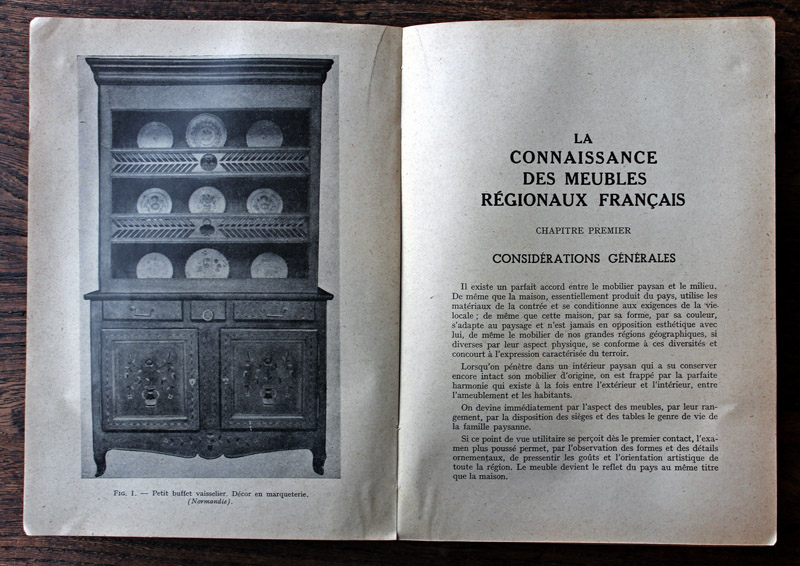 FIG. 1. — Petit buffet vaisselier. Décor en marqueterie.
(Normandie).
LA
CONNAISSANCE
DES MEUBLES
RÉGIONAUX FRANÇAIS
CHAPITRE PREMIER
CONSIDÉRATIONS GÉNÉRALES
Il existe un parfait accord entre le mobilier paysan et le milieu.
De même que la maison, essentiellement produit du pays, utilise les
matériaux de la contrée et se conditionne aux exigences de la vie
locale ; de même que cette maison, par sa forme, par sa couleur,
s'adapte au paysage et n'est jamais en opposition esthétique avec
lui, de même le mobilier de nos grandes régions géographiques, si
diverses par leur aspect physique, se conforme à ces diversités et
concourt à l'expression caractérisée du terroir.
Lorsqu'on pénètre dans un intérieur paysan qui a su conserver
encore intact son mobilier d'origine, on est frappé par la parfaite
harmonie qui existe à la fois entre l'extérieur et l'intérieur, entre
l'ameublement et les habitants.
On devine immédiatement par l'aspect des meubles, par leur ran-
gement, par la disposition des sièges et des tables le genre de vie de
la famille paysanne.
Si ce point de vue utilitaire se perçoit dès le premier contact, l'exa-
men plus poussé permet, par l'observation des formes et des détails
ornementaux, de pressentir les goûts et l'orientation artistique de
toute la région. Le meuble devient le reflet du pays au même titre
que la maison.